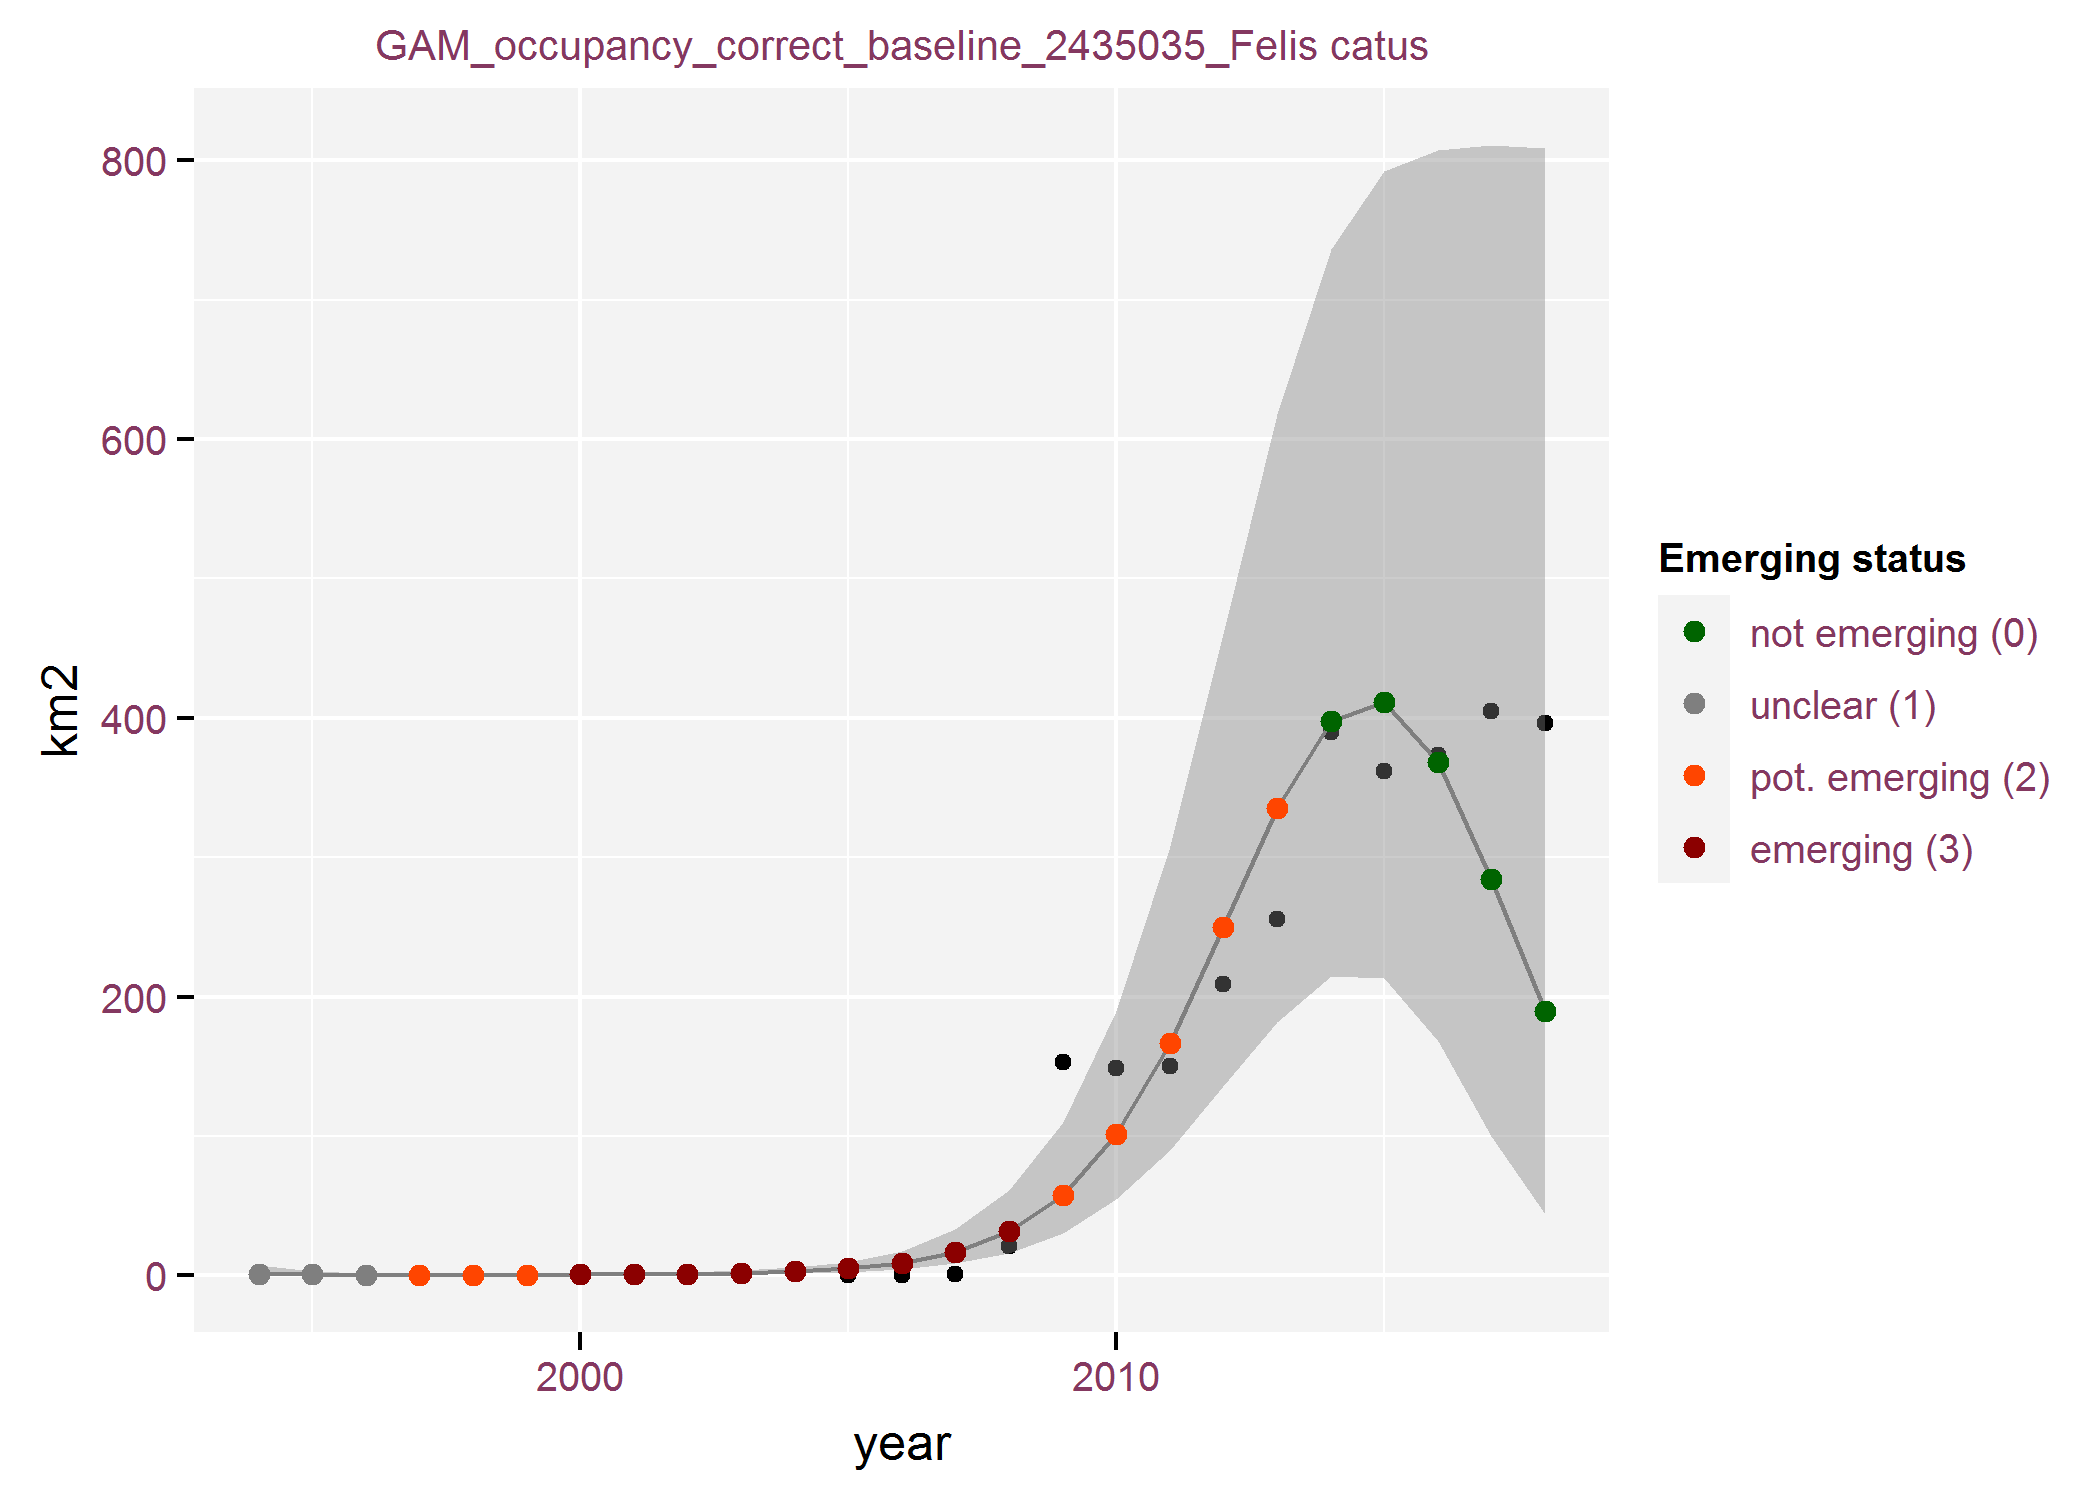 GAM_occupancy_correct_baseline_2435035_Felis catus
800
600
400
200
0
km2
2000
2010
year
Emerging status
not emerging (0)
unclear (1)
pot. emerging (2)
emerging (3)